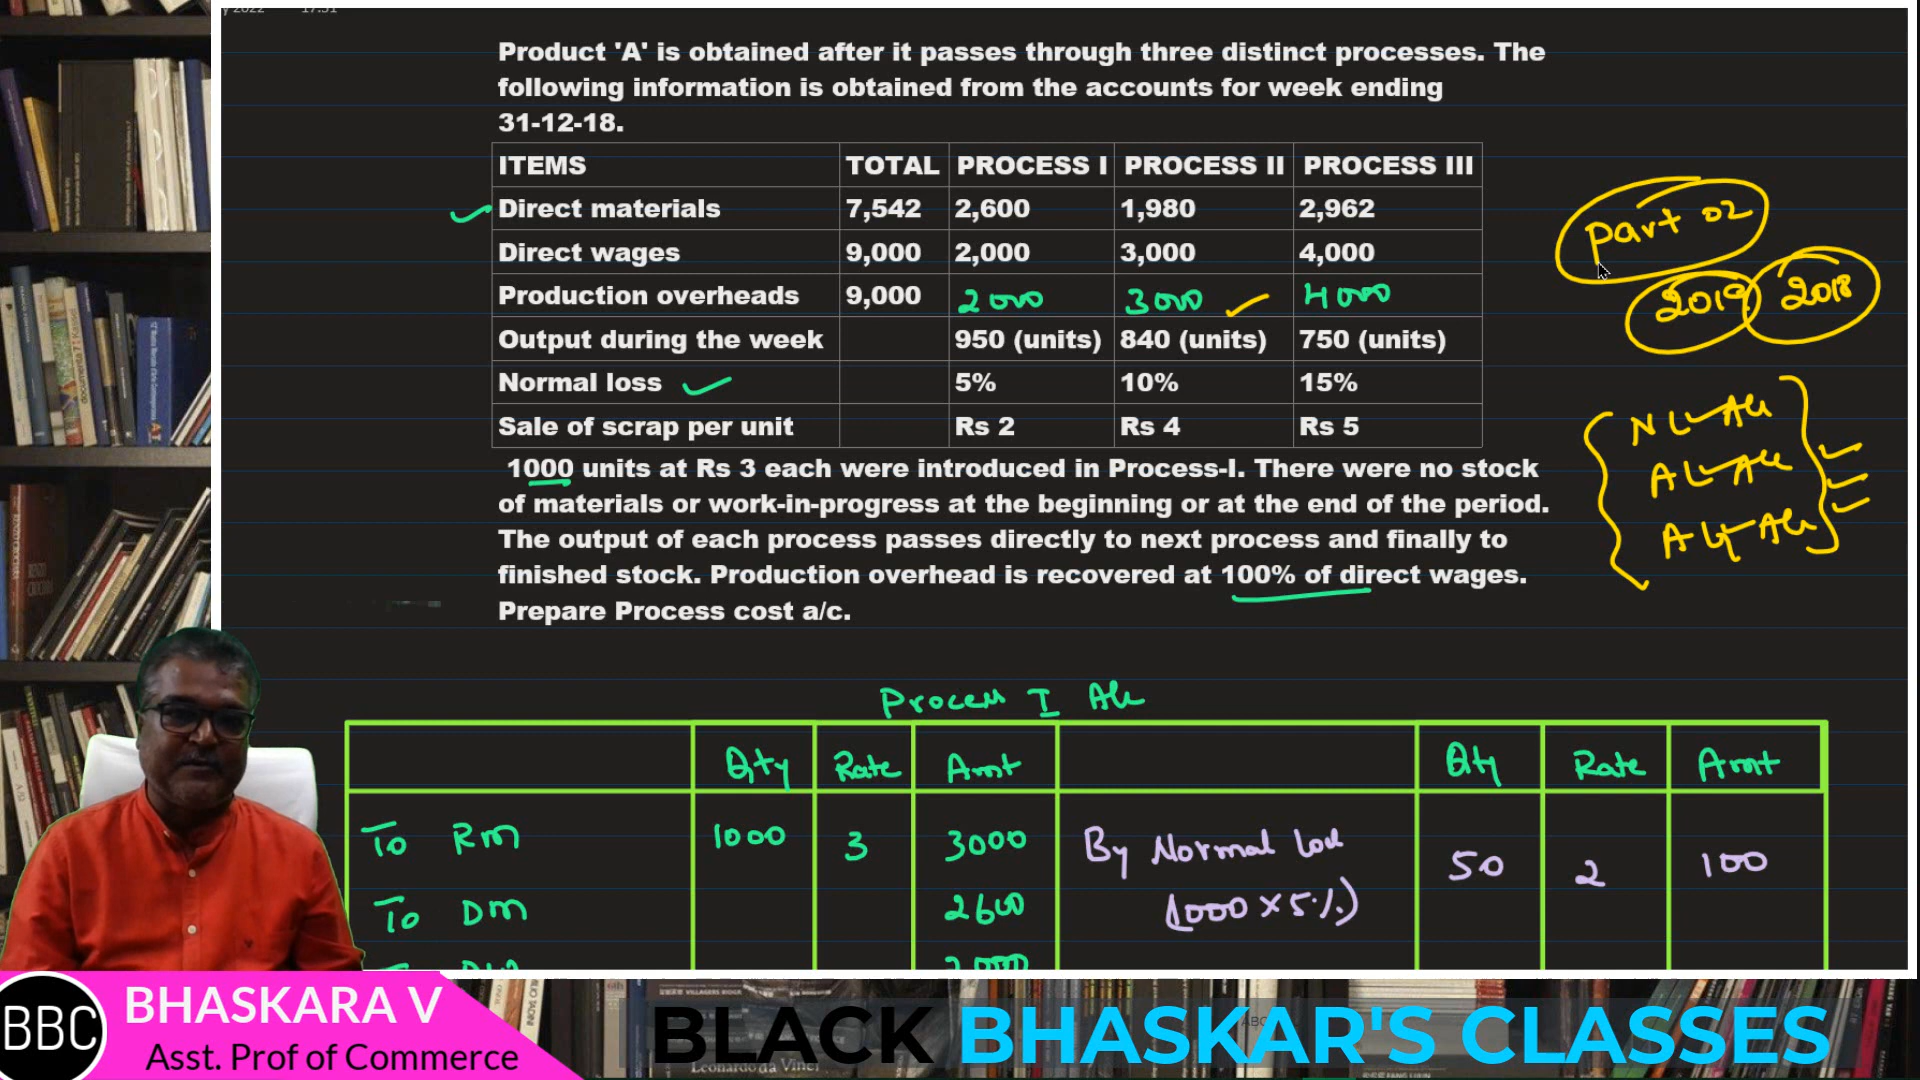 17:51
Product 'A' is obtained after it passes through three distinct processes. The
following information is obtained from the accounts for week ending
31-12-18.
ITEMS TOTAL PROCESS I PROCESS II PROCESS III
Direct materials 7,542 2,600 1,980 2,962
Direct wages 9,000 2,000 3,000 4,000
Production overheads 9,000 2000 3000 4000
Output during the week 950 (units) 840 (units) 750 (units)
Normal loss 5% 10% 15%
Sale of scrap per unit Rs 2 Rs 4 Rs 5
1000 units at Rs 3 each were introduced in Process-I. There were no stock
of materials or work-in-progress at the beginning or at the end of the period.
The output of each process passes directly to next process and finally to
finished stock. Production overhead is recovered at 100% of direct wages.
Prepare Process cost a/c.
Part 02
2019 2018
NL A/c
AL A/c
AG A/c
Process I A/c
Qty Rate Amt Qty Rate Amt
To RM 1000 3 3000 By Normal Loss 50 2 100
To DM 2600 (1000 X 5%)
BBC
BHASKARA V
Asst. Prof of Commerce
BLACK BHASKAR'S CLASSES